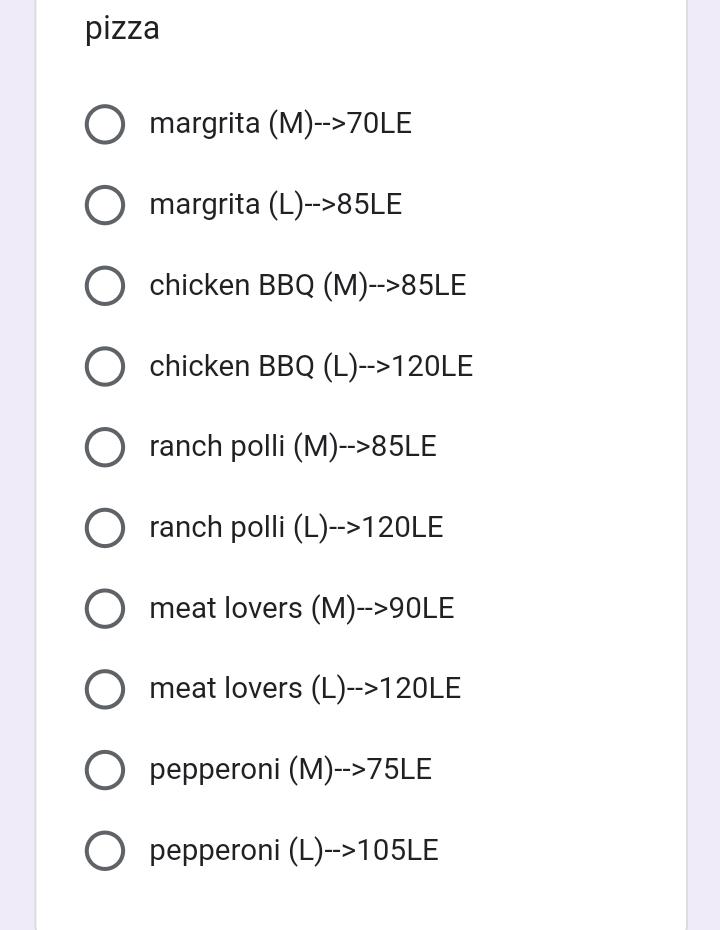 pizza
margrita (M)-->70LE
margrita (L)-->85LE
chicken BBQ (M)-->85LE
chicken BBQ (L)-->120LE
ranch polli (M)-->85LE
ranch polli (L)-->120LE
meat lovers (M)-->90LE
meat lovers (L)-->120LE
pepperoni (M)-->75LE
pepperoni (L)-->105LE